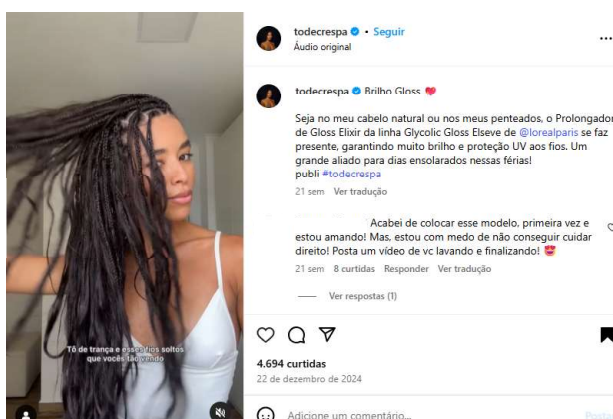 todecrespa • Seguir
Áudio original
todecrespa Brilho Gloss
Seja no meu cabelo natural ou nos meus penteados, o Prolongador
de Gloss Elixir da linha Glycolic Gloss Elseve de @lorealparis se faz
presente, garantindo muito brilho e proteção UV aos fios. Um
grande aliado para dias ensolarados nessas férias!
publi #todecrespa
21 sem Ver tradução
Acabei de colocar esse modelo, primeira vez e
estou amando! Mas, estou com medo de não conseguir cuidar
direito! Posta um vídeo de vc lavando e finalizando!
21 sem 8 curtidas Responder Ver tradução
Ver respostas (1)
4.694 curtidas
22 de dezembro de 2024
Adicione um comentário...
Postar
Tô de trança e esses fios soltos
que vocês tão vendo